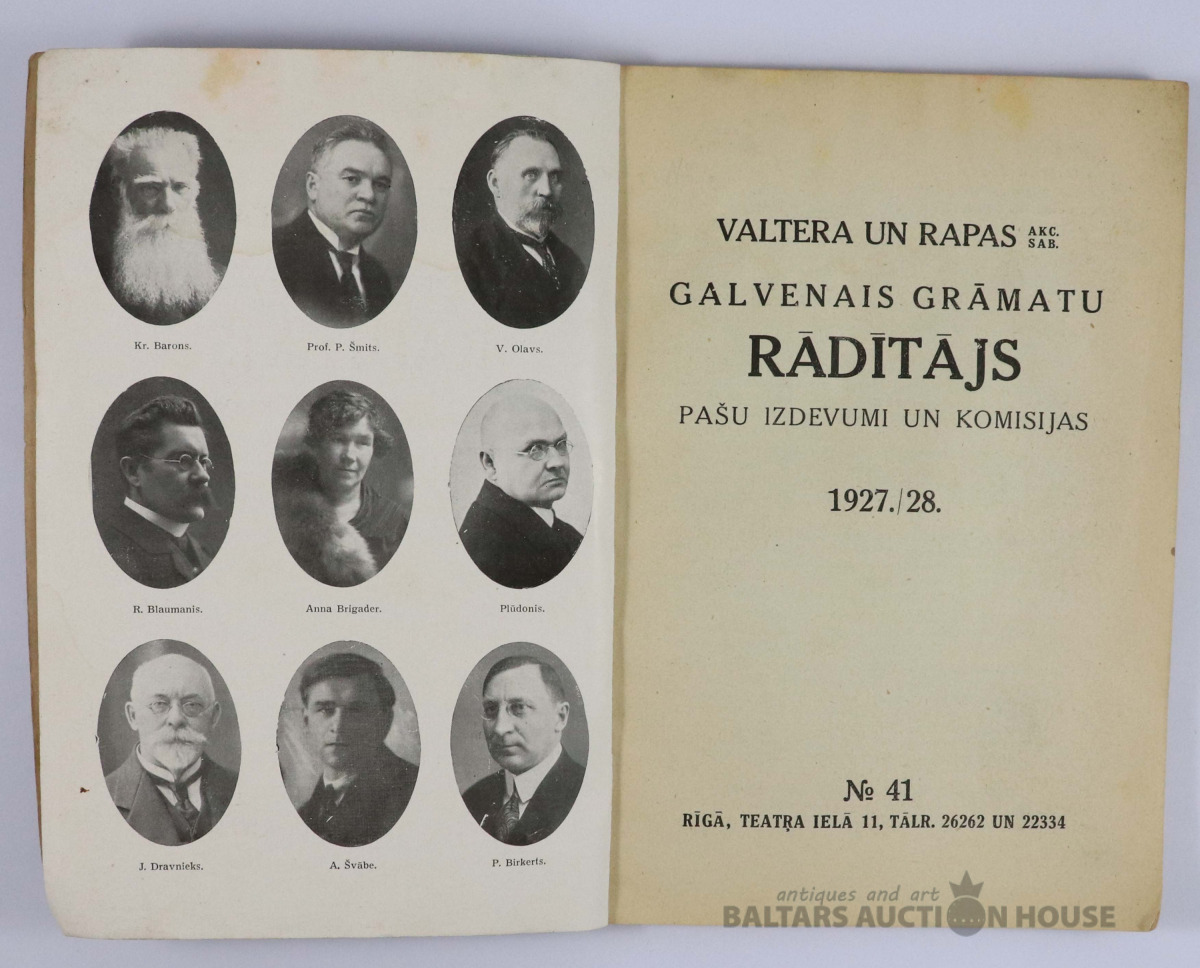 Kr. Barons.
Prof. P. Šmits.
V. Olavs.
R. Blaumanis.
Anna Brigader.
Plūdonis.
J. Dravnieks.
A. Švābe.
P. Birkerts.
VALTERA UN RAPAS AKC. SAB.
GALVENAIS GRĀMATU
RĀDĪTĀJS
PAŠU IZDEVUMI UN KOMISIJAS
1927./28.
№ 41
RĪGĀ, TEATŖA IELĀ 11, TĀLR. 26262 UN 22334
antiques and art
BALTARS AUCTION HOUSE